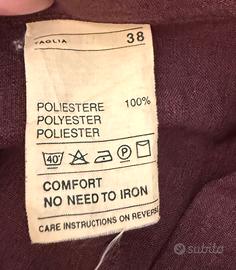 TAGLIA 38
POLIESTERE 100%
POLYESTER
POLIESTER
40 A P
COMFORT
NO NEED TO IRON
CARE INSTRUCTIONS ON REVERSE
subito